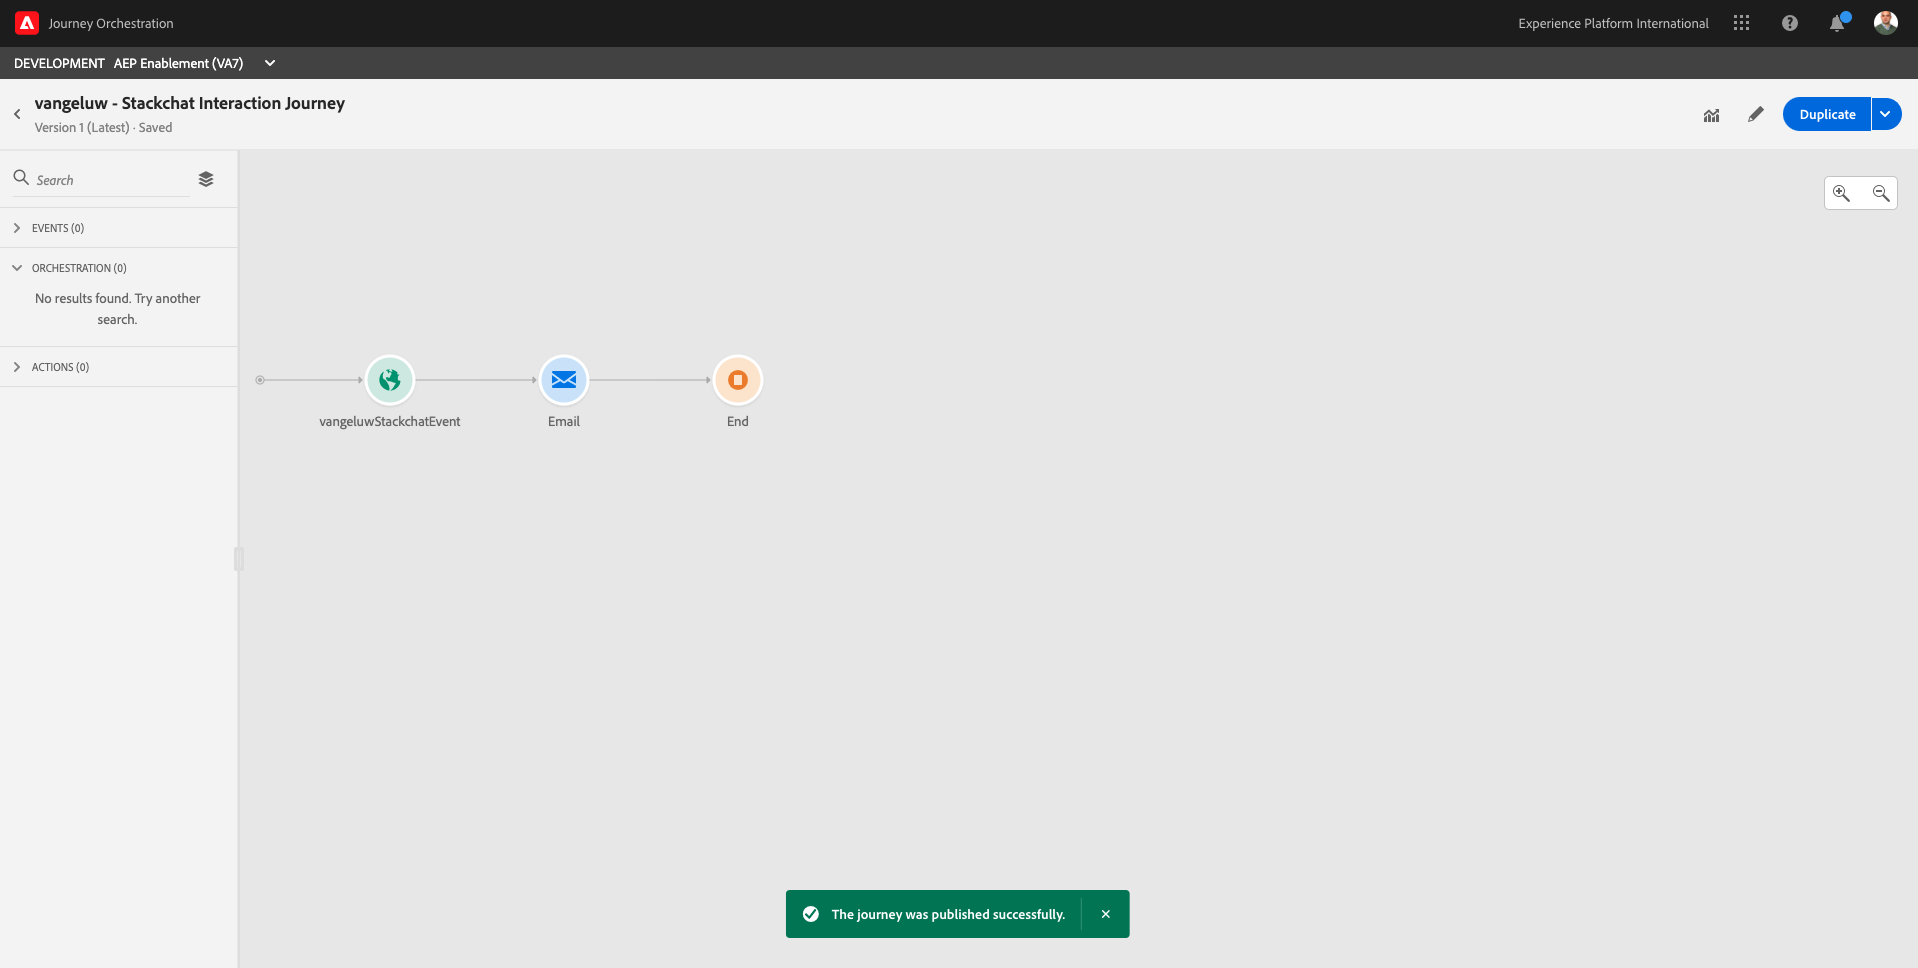 Journey Orchestration
Experience Platform International
DEVELOPMENT AEP Enablement (VA7)
vangeluw - Stackchat Interaction Journey
Version 1 (Latest) · Saved
Duplicate
Search
EVENTS (0)
ORCHESTRATION (0)
No results found. Try another
search.
ACTIONS (0)
vangeluwStackchatEvent
Email
End
The journey was published successfully.